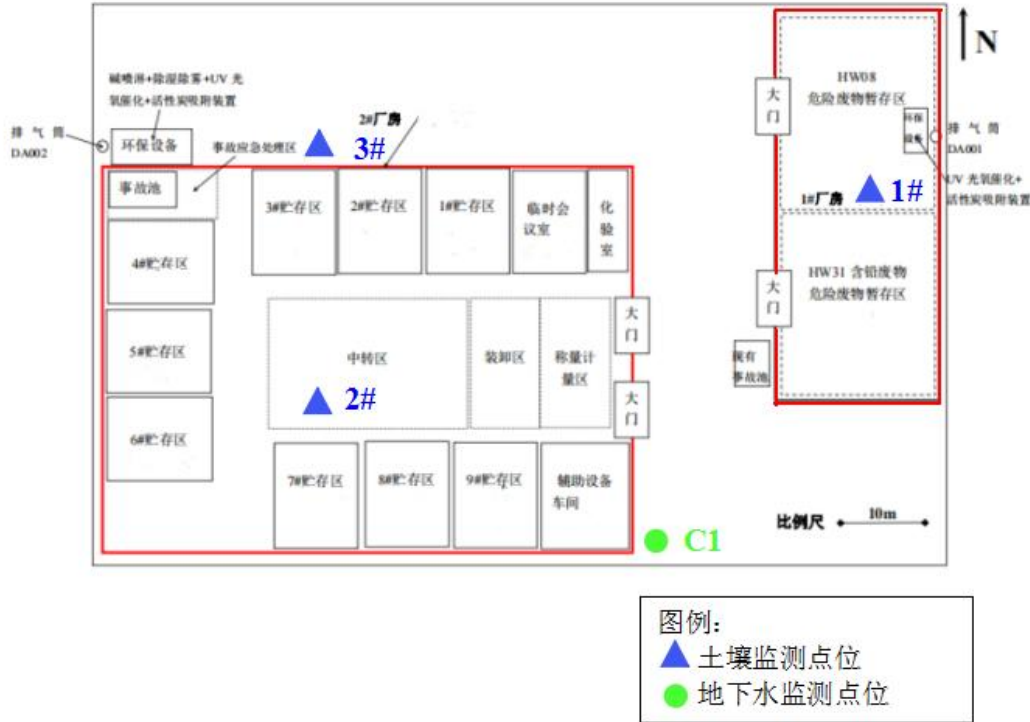 N
碱喷淋+除湿除雾+UV 光
氧催化+活性炭吸附装置
排 气 筒
DA002
环保设备
事故应急处理区
3#
2#厂房
事故池
3#贮存区
2#贮存区
1#贮存区
临时会
议室
化
验
室
4#贮存区
5#贮存区
6#贮存区
中转区
2#
装卸区
称量计
量区
大
门
大
门
7#贮存区
8#贮存区
9#贮存区
辅助设备
车间
C1
HW08
危险废物暂存区
大
门
环保
设备
排 气 筒
DA001
UV 光氧催化+
活性炭吸附装置
1#厂房
1#
HW31 含铅废物
危险废物暂存区
大
门
现有
事故池
比例尺
10m
图例：
土壤监测点位
地下水监测点位